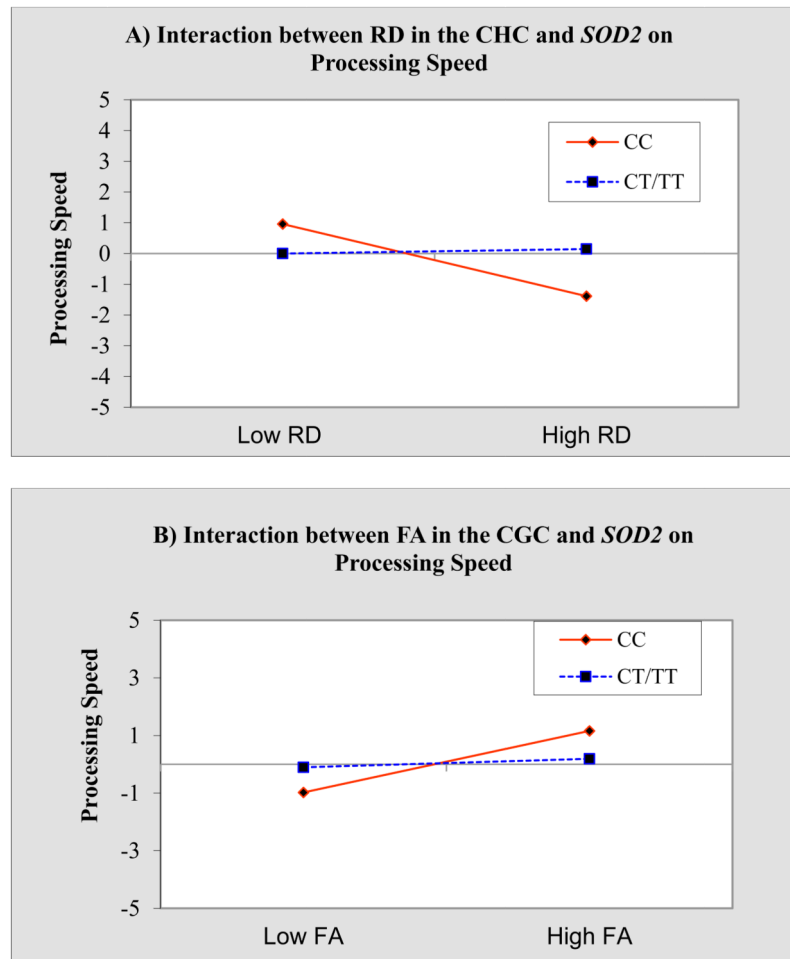 A) Interaction between RD in the CHC and SOD2 on
Processing Speed
5
4
3
2
1
0
-1
-2
-3
-4
-5
Processing Speed
CC
CT/TT
Low RD
High RD
B) Interaction between FA in the CGC and SOD2 on
Processing Speed
5
3
1
-1
-3
-5
Processing Speed
CC
CT/TT
Low FA
High FA